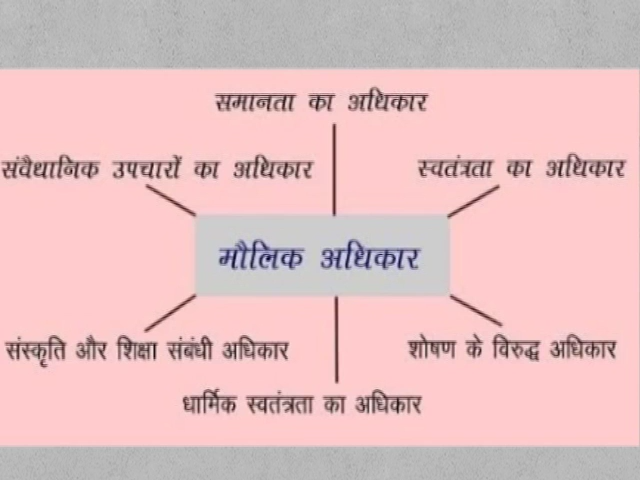 समानता का अधिकार
संवैधानिक उपचारों का अधिकार
स्वतंत्रता का अधिकार
मौलिक अधिकार
संस्कृति और शिक्षा संबंधी अधिकार
शोषण के विरुद्ध अधिकार
धार्मिक स्वतंत्रता का अधिकार